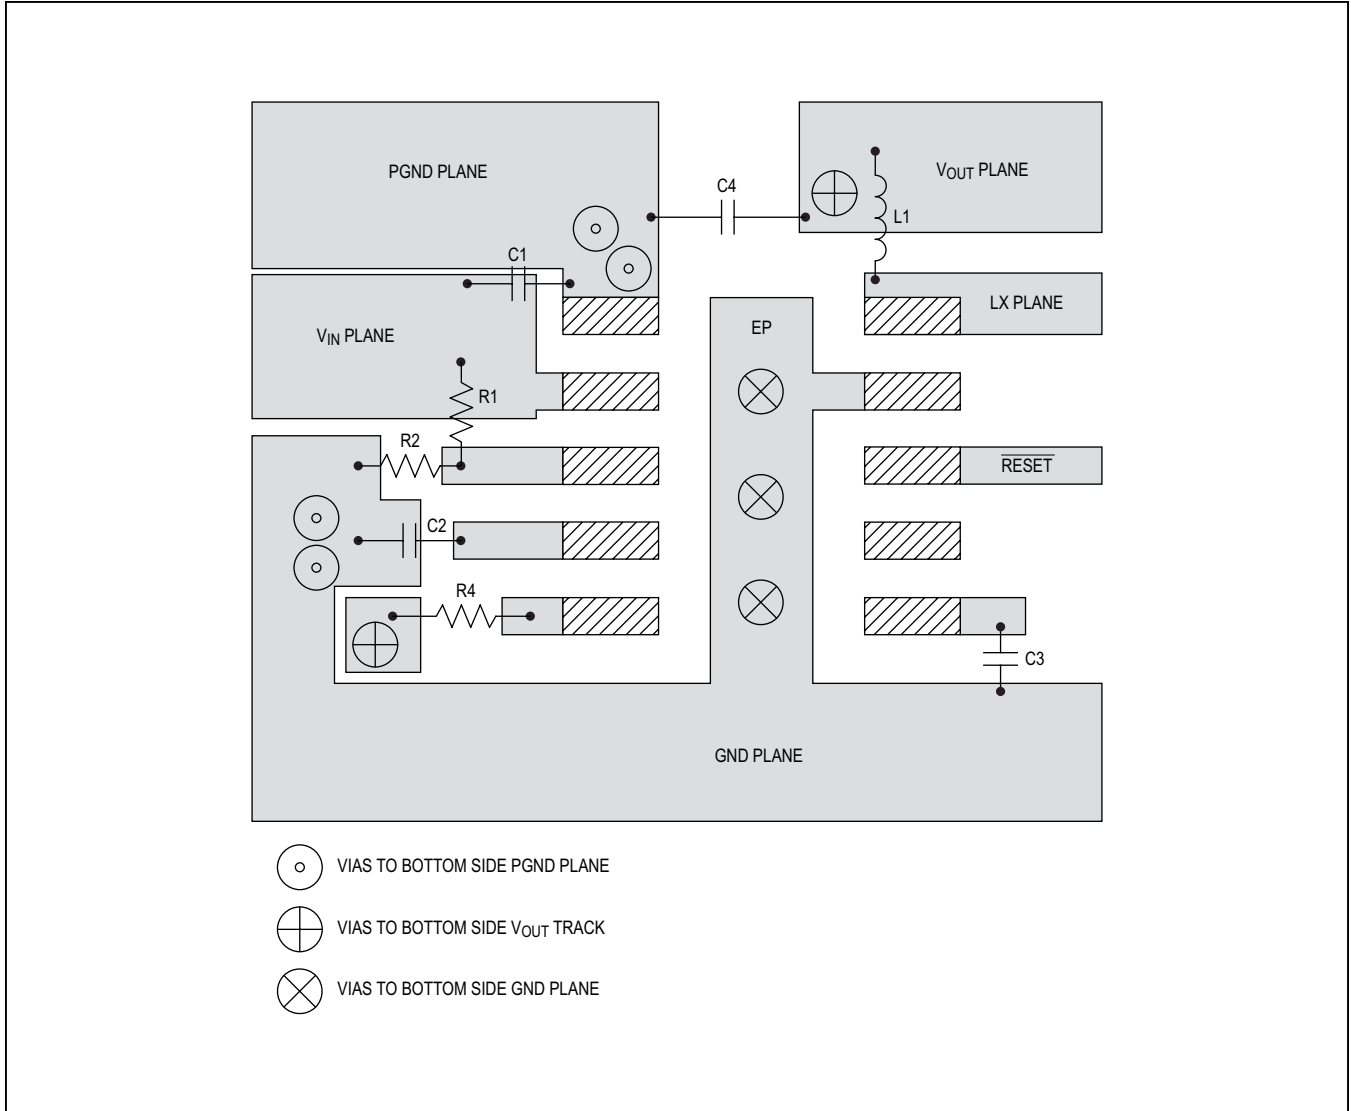 PGND PLANE
VOUT PLANE
C4
L1
C1
LX PLANE
EP
VIN PLANE
R1
R2
RESET
C2
R4
C3
GND PLANE
VIAS TO BOTTOM SIDE PGND PLANE
VIAS TO BOTTOM SIDE VOUT TRACK
VIAS TO BOTTOM SIDE GND PLANE